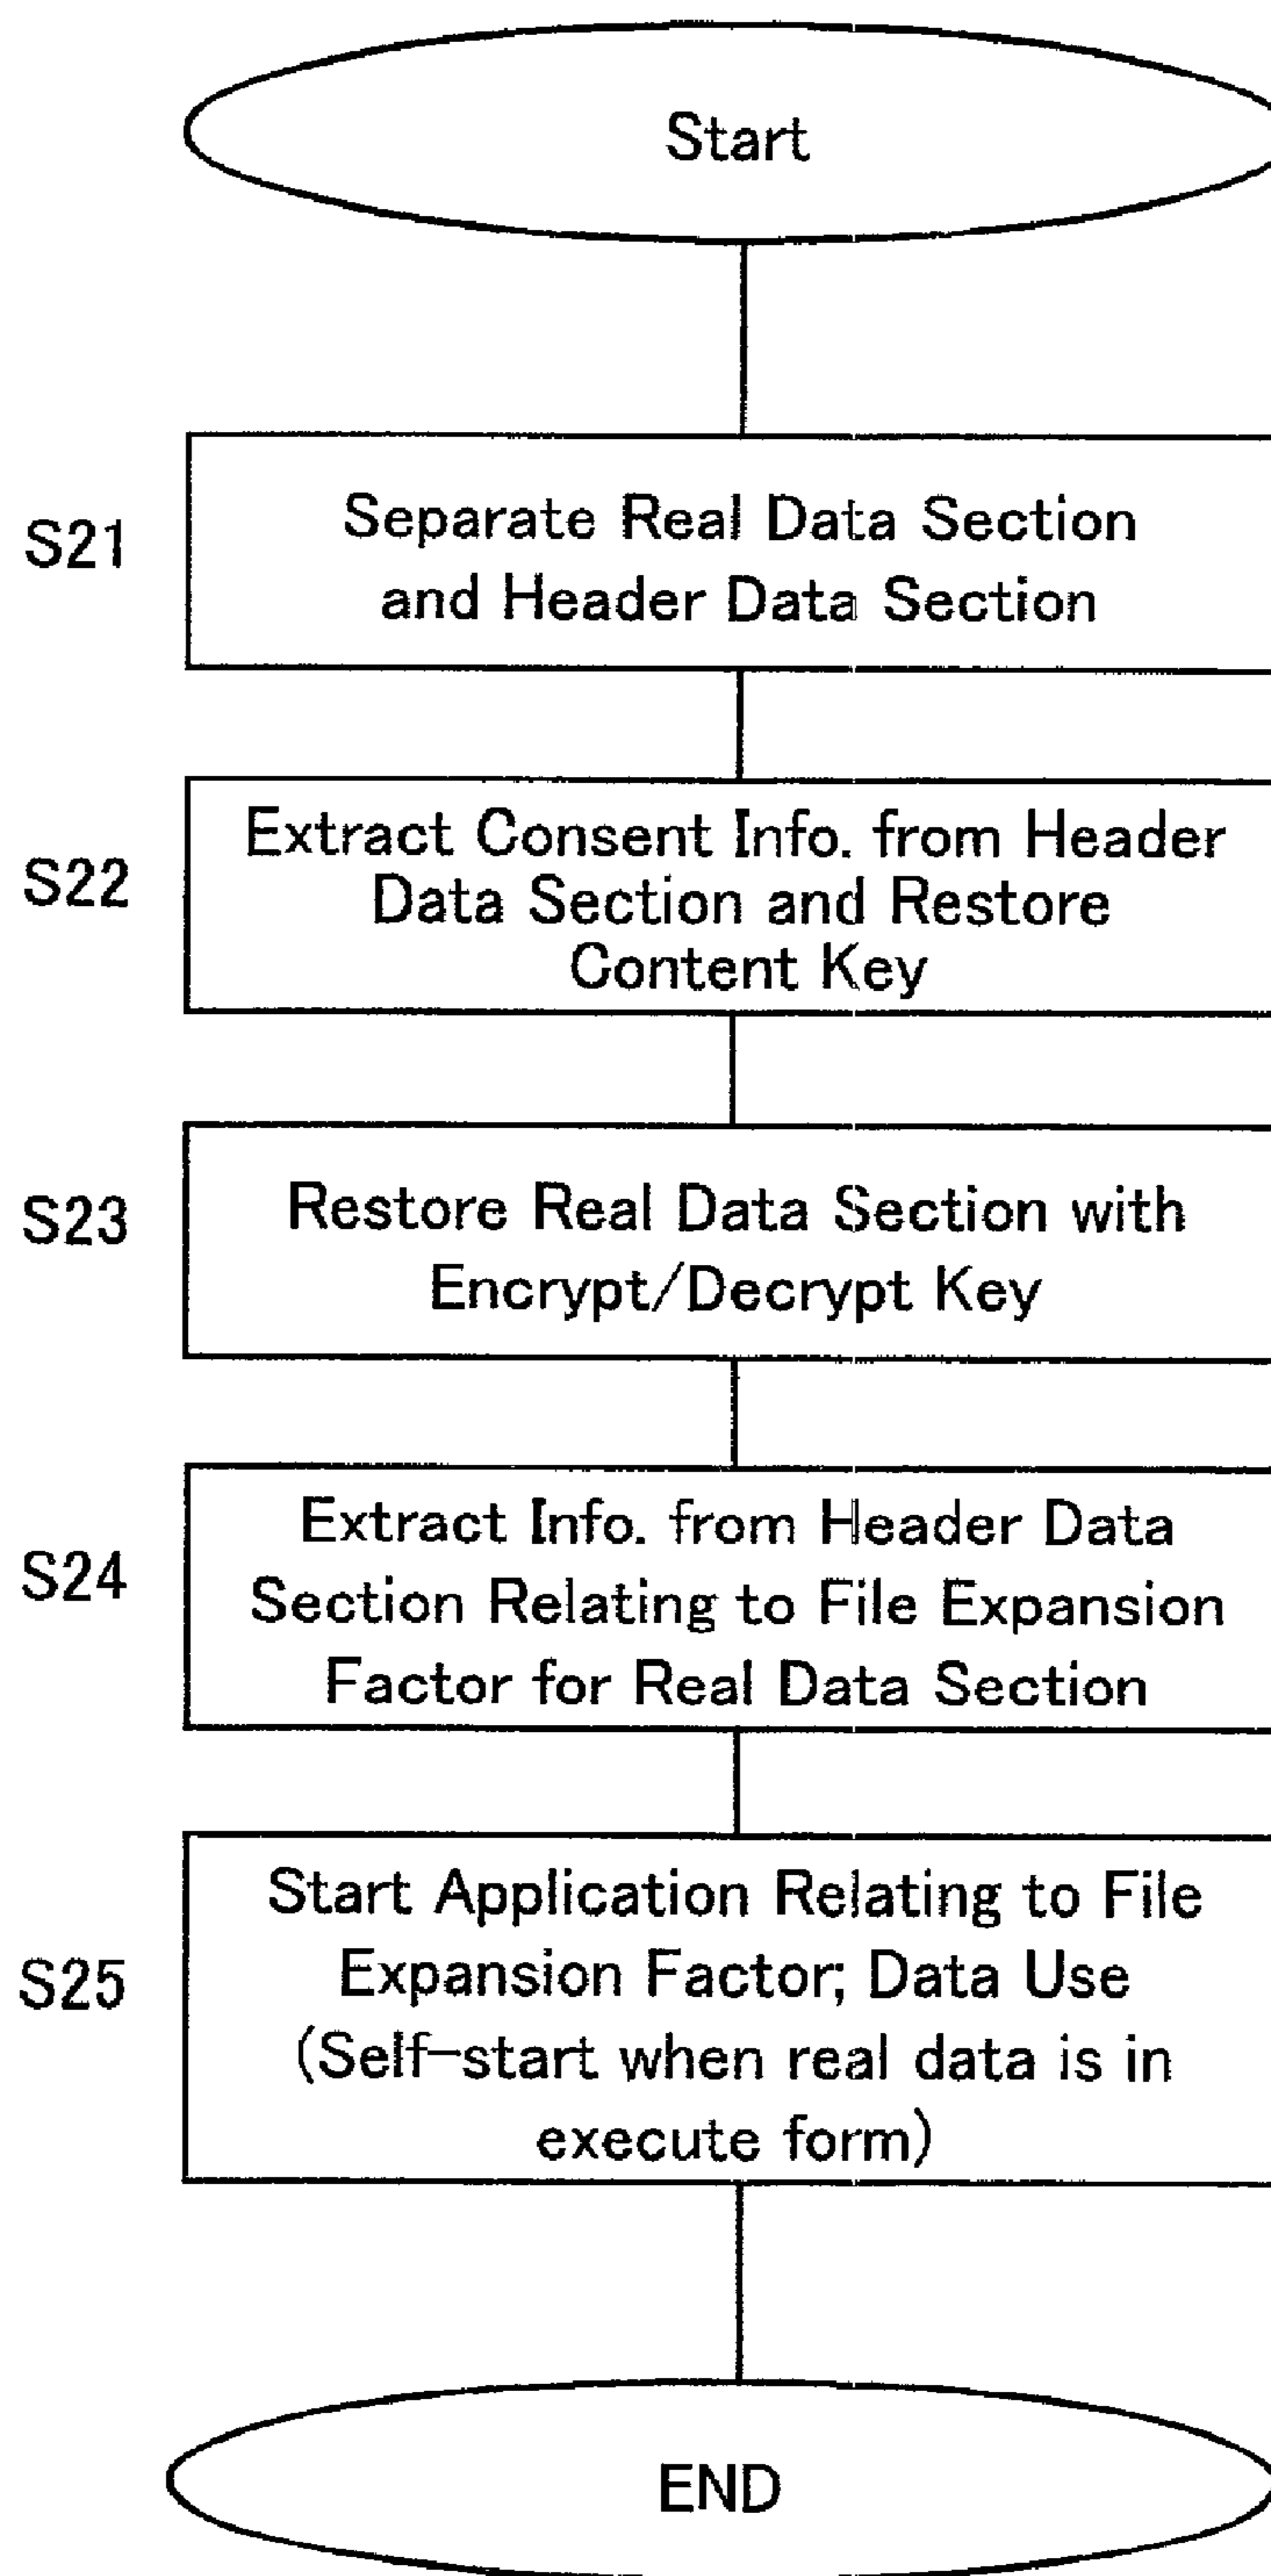 Start
S21
Separate Real Data Section
and Header Data Section
S22
Extract Consent Info. from Header
Data Section and Restore
Content Key
S23
Restore Real Data Section with
Encrypt/Decrypt Key
S24
Extract Info. from Header Data
Section Relating to File Expansion
Factor for Real Data Section
S25
Start Application Relating to File
Expansion Factor; Data Use
(Self-start when real data is in
execute form)
END